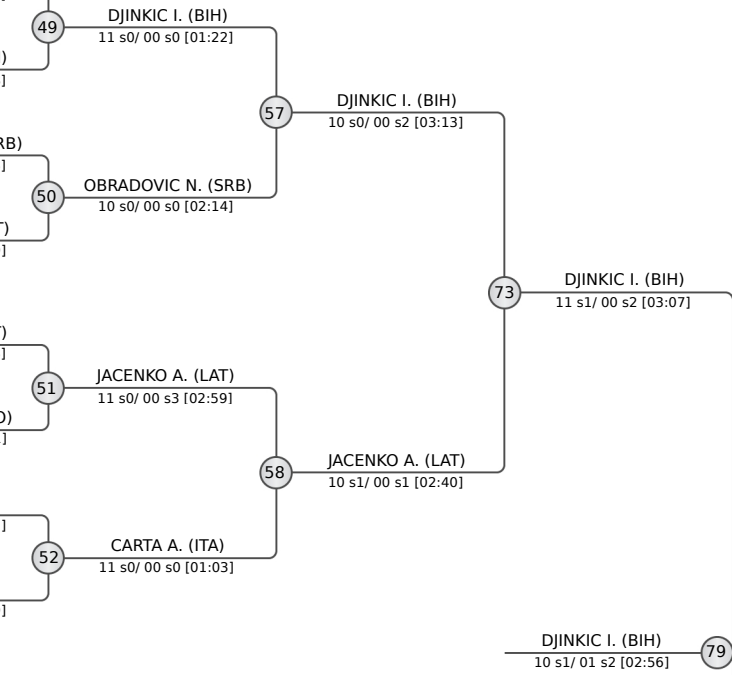 49
DJINKIC I. (BIH)
11 s0/ 00 s0 [01:22]
)
]
57
DJINKIC I. (BIH)
10 s0/ 00 s2 [03:13]
RB)
]
50
OBRADOVIC N. (SRB)
10 s0/ 00 s0 [02:14]
)
]
73
DJINKIC I. (BIH)
11 s1/ 00 s2 [03:07]
)
]
51
JACENKO A. (LAT)
11 s0/ 00 s3 [02:59]
)
]
58
JACENKO A. (LAT)
10 s1/ 00 s1 [02:40]
]
52
CARTA A. (ITA)
11 s0/ 00 s0 [01:03]
]
DJINKIC I. (BIH)
10 s1/ 01 s2 [02:56]
79